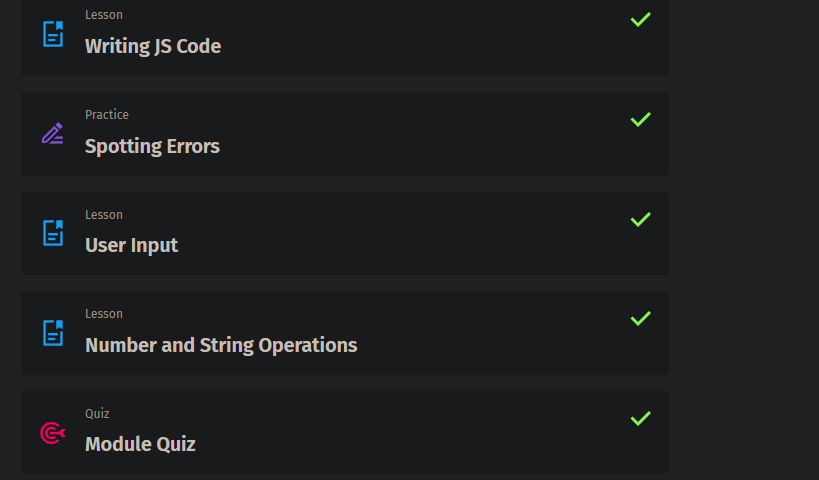 Lesson
Writing JS Code
Practice
Spotting Errors
Lesson
User Input
Lesson
Number and String Operations
Quiz
Module Quiz